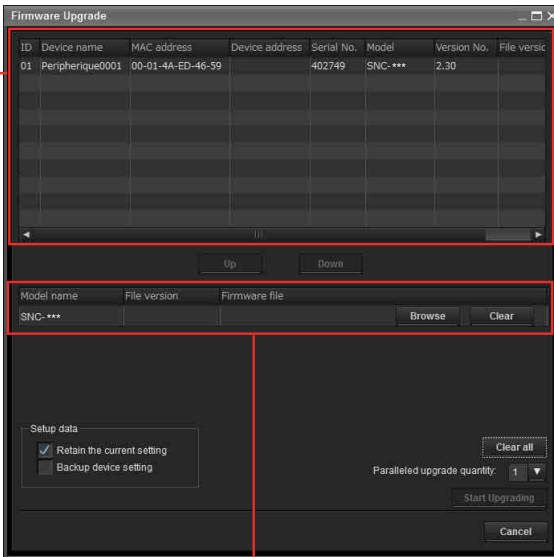 Firmware Upgrade
ID Device name MAC address Device address Serial No. Model Version No. File versic
01 Peripherique0001 00-01-4A-ED-46-59 402749 SNC-*** 2.30
Up Down
Model name File version Firmware file
SNC-*** Browse Clear
Setup data
Retain the current setting
Backup device setting
Clear all
Paralleled upgrade quantity: 1
Start Upgrading
Cancel